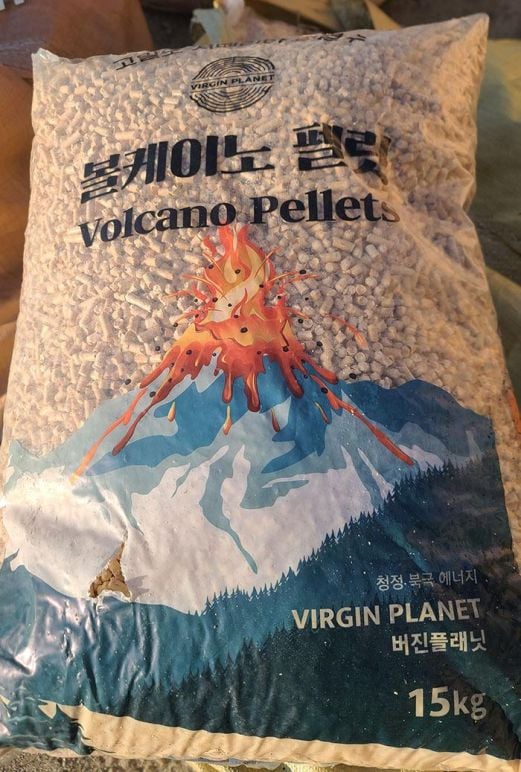 VIRGIN PLANET
볼케이노 펠릿
Volcano Pellets
청정 북극 에너지
VIRGIN PLANET
버진플래닛
15kg